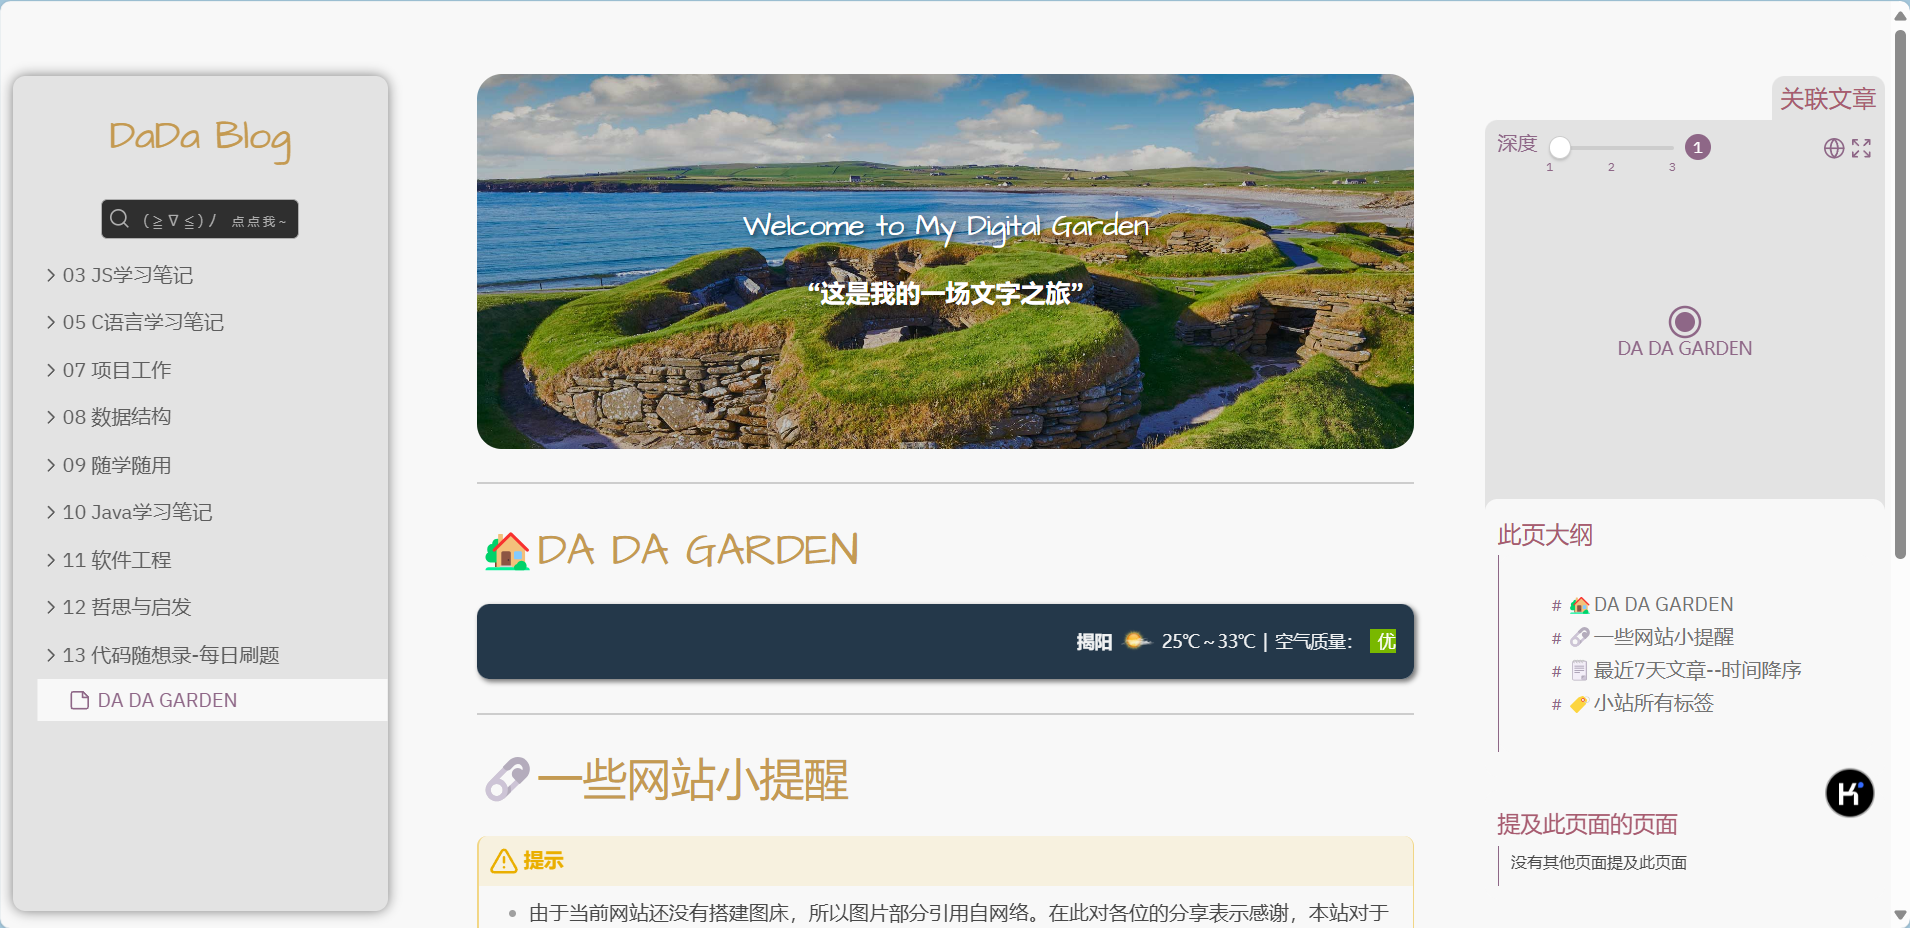 DaDa Blog
(≧∇≦)ﾉ 点点我~
03 JS学习笔记
05 C语言学习笔记
07 项目工作
08 数据结构
09 随学随用
10 Java学习笔记
11 软件工程
12 哲思与启发
13 代码随想录-每日刷题
DA DA GARDEN
Welcome to My Digital Garden
“这是我的一场文字之旅”
🏡DA DA GARDEN
揭阳 25℃～33℃ | 空气质量： 优
🔗一些网站小提醒
提示
由于当前网站还没有搭建图床，所以图片部分引用自网络。在此对各位的分享表示感谢，本站对于
关联文章
深度 1
1 2 3
DA DA GARDEN
此页大纲
# 🏡DA DA GARDEN
# 🔗一些网站小提醒
# 🗒️最近7天文章--时间降序
# 🏷️小站所有标签
K
提及此页面的页面
没有其他页面提及此页面